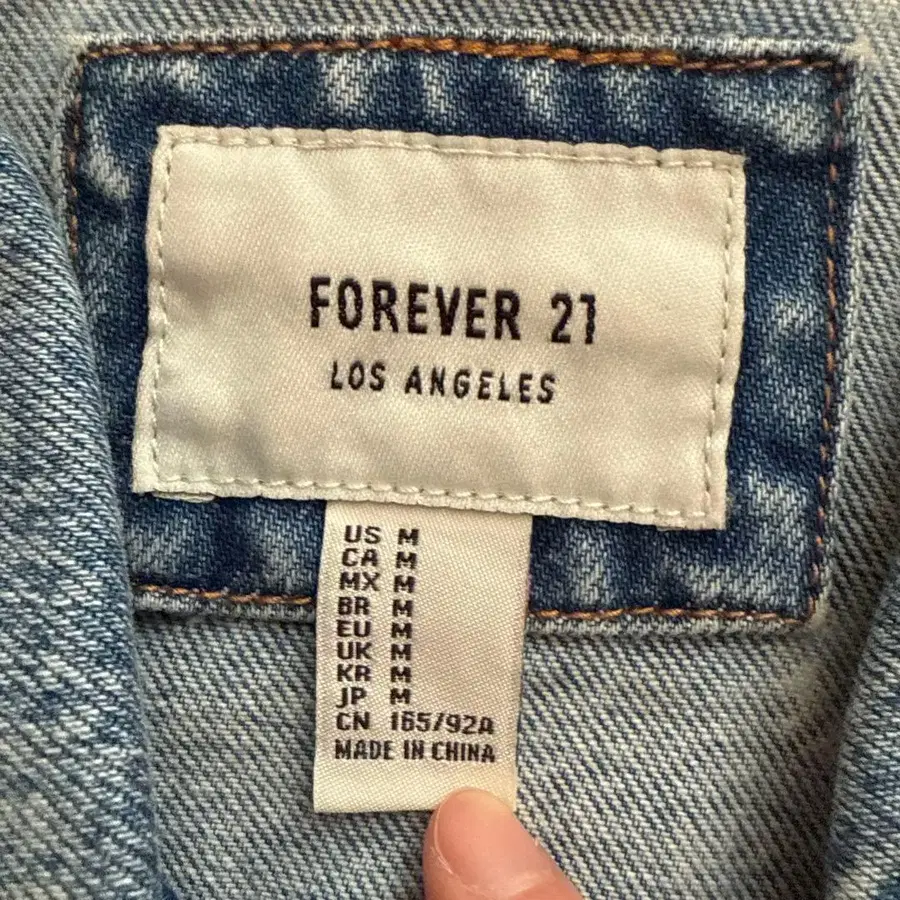 FOREVER 21
LOS ANGELES
US M
CA M
MX M
BR M
EU M
UK M
KR M
JP M
CN 165/92A
MADE IN CHINA